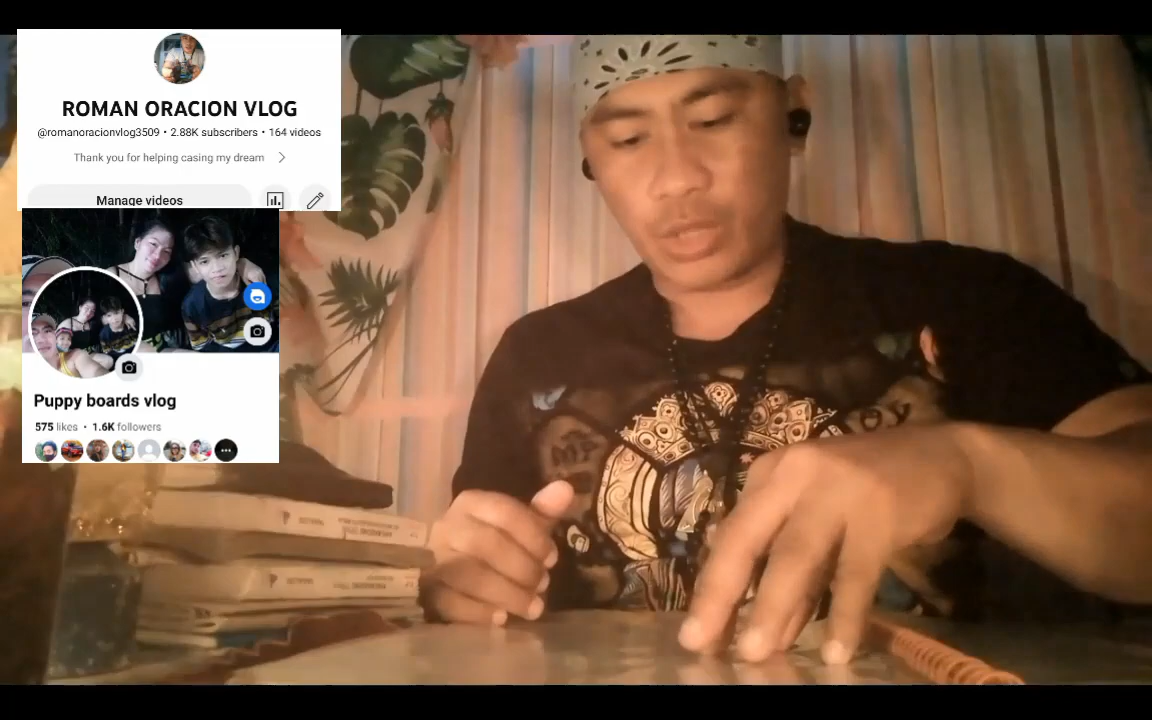 ROMAN ORACION VLOG
@romanoracionvlog3509 • 2.88K subscribers • 164 videos
Thank you for helping casing my dream
Manage videos
Puppy boards vlog
575 likes • 1.6K followers